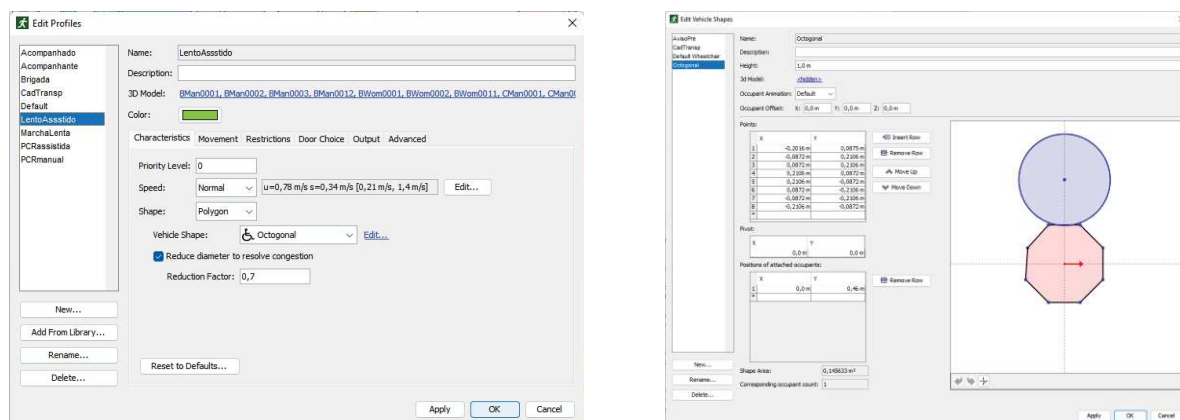 Edit Profiles
Acompanhado
Acompanhante
Brigada
CadTransp
Default
LentoAssstido
MarchaLenta
PCRassistida
PCRmanual
New...
Add From Library...
Rename...
Delete...
Name: LentoAssstido
Description:
3D Model: BMan0001, BMan0002, BMan0003, BMan0012, BWom0001, BWom0002, BWom0011, CMan0001, CMan00
Color:
Characteristics Movement Restrictions Door Choice Output Advanced
Priority Level: 0
Speed: Normal u=0,78 m/s s=0,34 m/s [0,21 m/s, 1,4 m/s] Edit...
Shape: Polygon
Vehicle Shape: Octogonal Edit...
Reduce diameter to resolve congestion
Reduction Factor: 0,7
Reset to Defaults...
Apply OK Cancel
Edit Vehicle Shapes
AvisoPre
CadTransp
Default Wheelchair
Octogonal
New...
Rename...
Delete...
Name: Octogonal
Description:
Height: 1,0 m
3d Model: <hidden>
Occupant Animation: Default
Occupant Offset: X: 0,0 m Y: 0,0 m Z: 0,0 m
Points:
X Y
1 -0,2016 m 0,0875 m
2 -0,0872 m 0,2106 m
3 0,0872 m 0,2106 m
4 0,2106 m 0,0872 m
5 0,2106 m -0,0872 m
6 0,0872 m -0,2106 m
7 -0,0872 m -0,2106 m
8 -0,2106 m -0,0872 m
*
Insert Row
Remove Row
Move Up
Move Down
Pivot:
X Y
0,0 m 0,0 m
Positions of attached occupants:
X Y
1 0,0 m 0,46 m
*
Remove Row
Shape Area: 0,145633 m²
Corresponding occupant count: 1
Apply OK Cancel